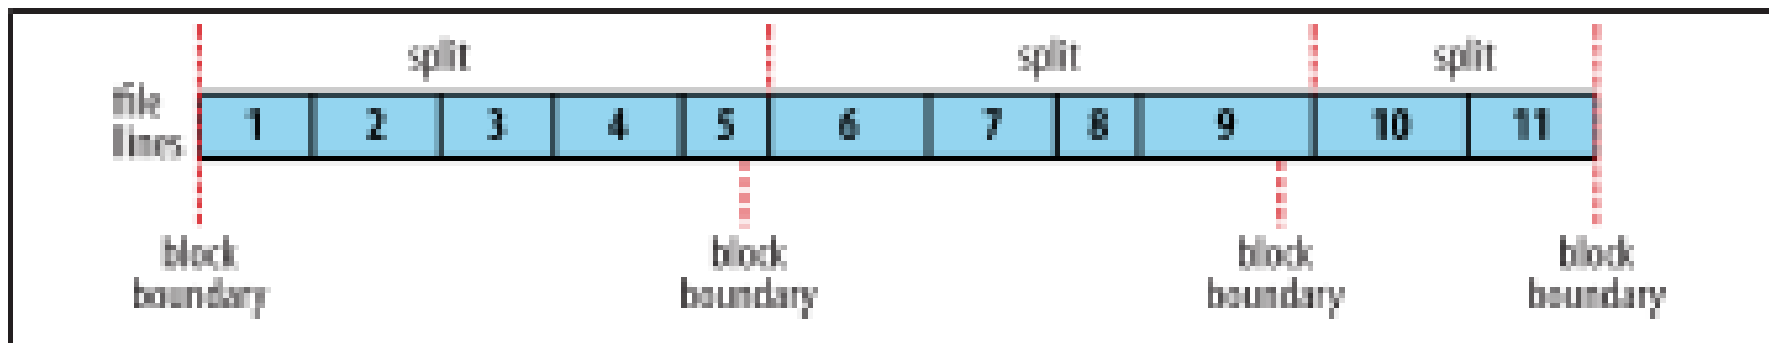 split split split
file
lines
1 2 3 4 5 6 7 8 9 10 11
block block block block
boundary boundary boundary boundary